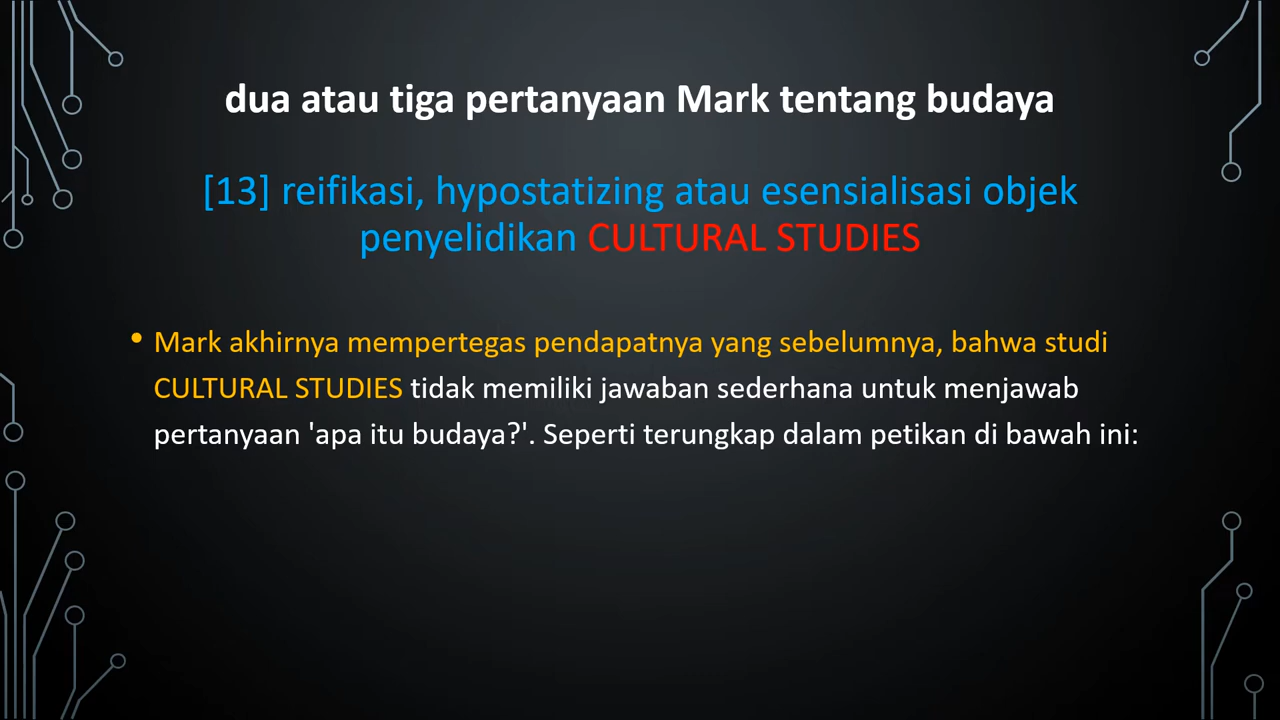 dua atau tiga pertanyaan Mark tentang budaya
[13] reifikasi, hypostatizing atau esensialisasi objek
penyelidikan CULTURAL STUDIES
• Mark akhirnya mempertegas pendapatnya yang sebelumnya, bahwa studi
CULTURAL STUDIES tidak memiliki jawaban sederhana untuk menjawab
pertanyaan 'apa itu budaya?'. Seperti terungkap dalam petikan di bawah ini: